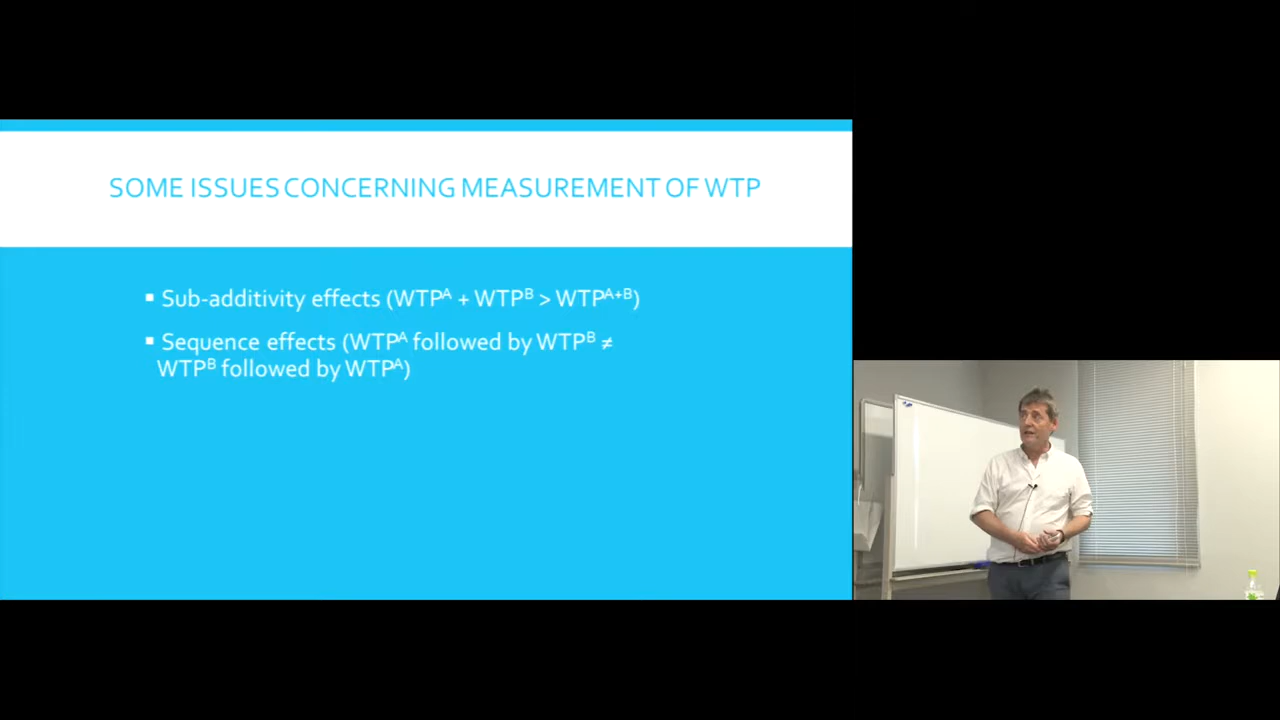 SOME ISSUES CONCERNING MEASUREMENT OF WTP
▪ Sub-additivity effects (WTPᴬ + WTPᴮ > WTPᴬ⁺ᴮ)
▪ Sequence effects (WTPᴬ followed by WTPᴮ ≠
WTPᴮ followed by WTPᴬ)